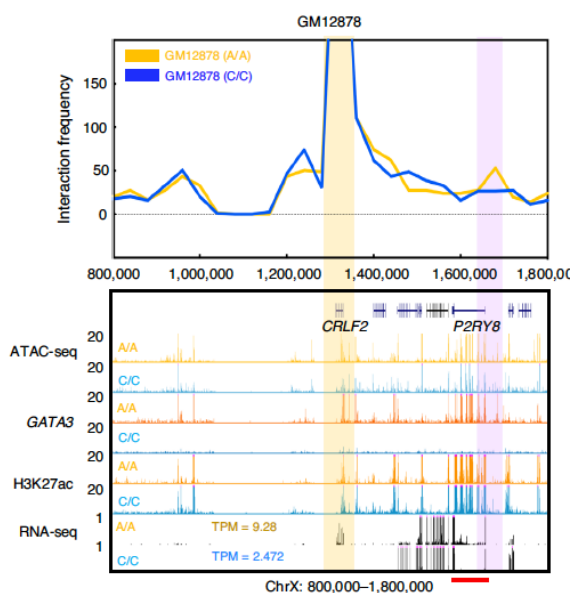 GM12878
GM12878 (A/A)
GM12878 (C/C)
Interaction frequency
150
100
50
0
800,000 1,000,000 1,200,000 1,400,000 1,600,000 1,800,000
CRLF2 P2RY8
ATAC-seq 20 A/A
20 C/C
GATA3 20 A/A
20 C/C
H3K27ac 20 A/A
20 C/C
RNA-seq 1 A/A TPM = 9.28
1 C/C TPM = 2.472
ChrX: 800,000–1,800,000